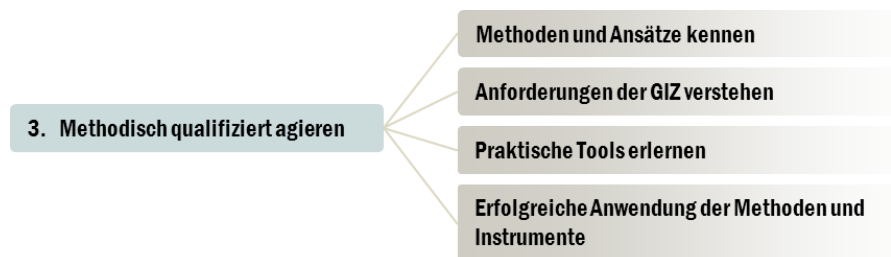 3. Methodisch qualifiziert agieren
Methoden und Ansätze kennen
Anforderungen der GIZ verstehen
Praktische Tools erlernen
Erfolgreiche Anwendung der Methoden und
Instrumente